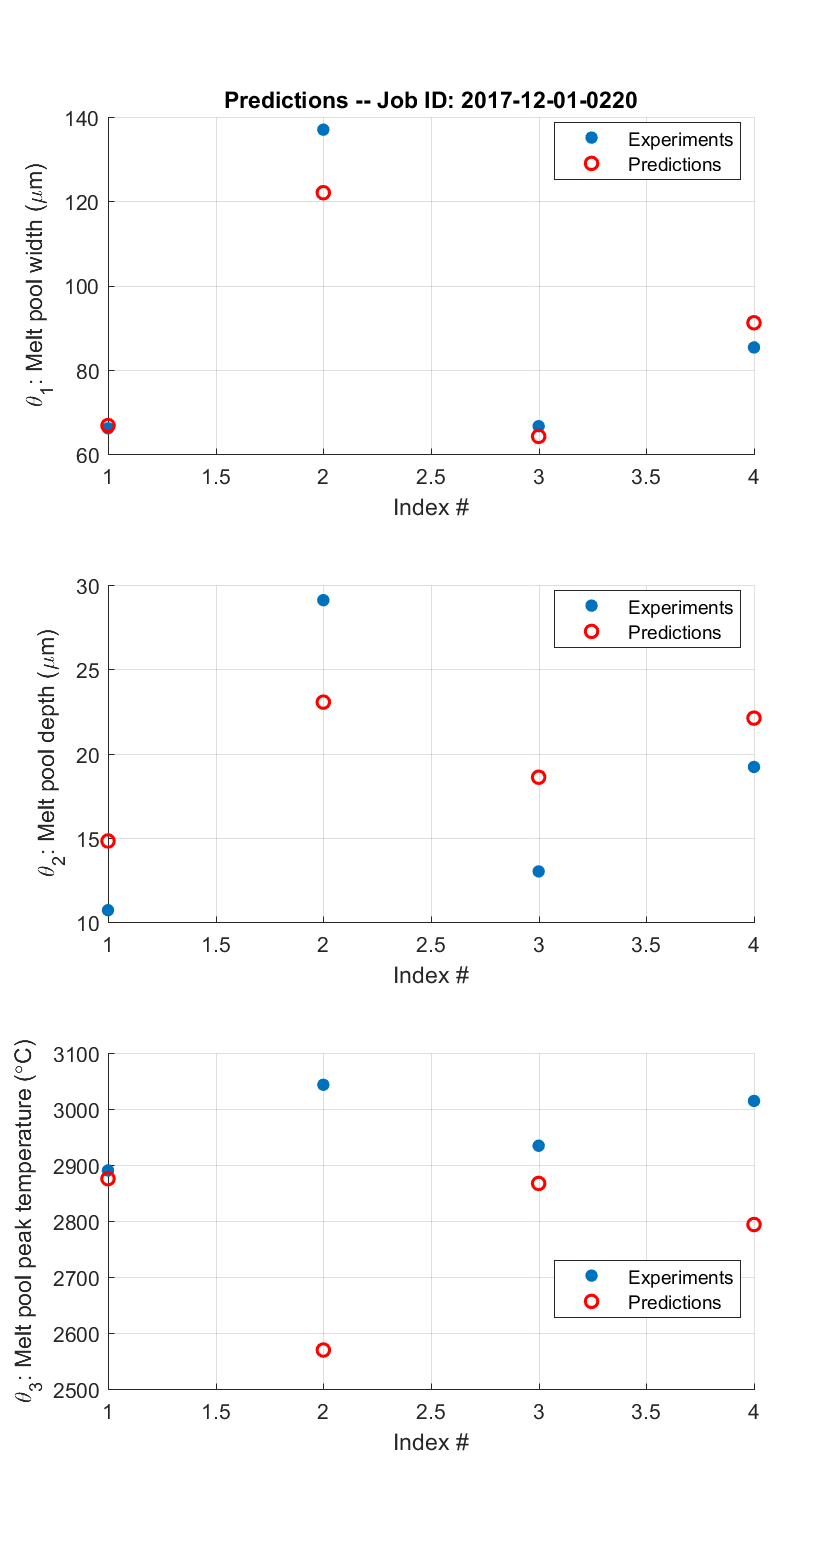 Predictions -- Job ID: 2017-12-01-0220
140
120
100
80
60
θ1: Melt pool width (μm)
Experiments
Predictions
1 1.5 2 2.5 3 3.5 4
Index #
30
25
20
15
10
θ2: Melt pool depth (μm)
Experiments
Predictions
1 1.5 2 2.5 3 3.5 4
Index #
3100
3000
2900
2800
2700
2600
2500
θ3: Melt pool peak temperature (°C)
Experiments
Predictions
1 1.5 2 2.5 3 3.5 4
Index #